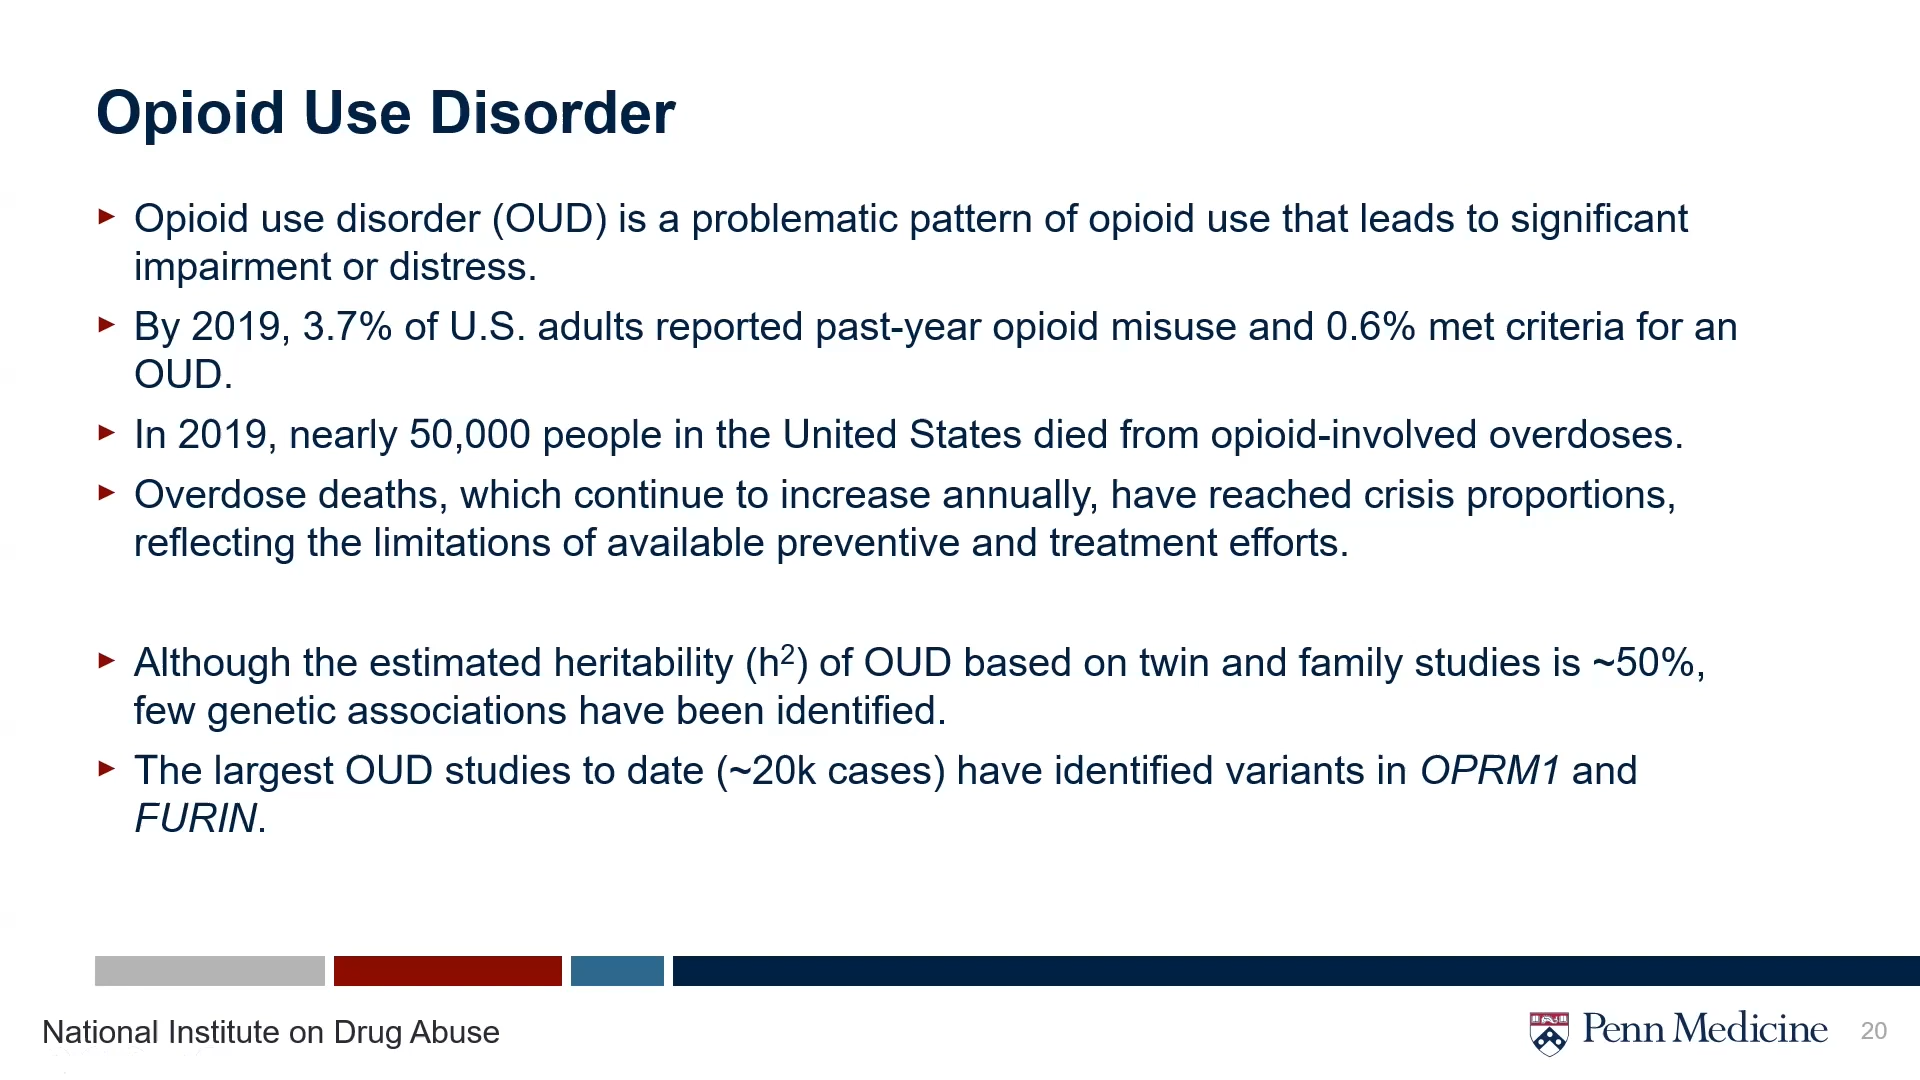 Opioid Use Disorder
► Opioid use disorder (OUD) is a problematic pattern of opioid use that leads to significant
impairment or distress.
► By 2019, 3.7% of U.S. adults reported past-year opioid misuse and 0.6% met criteria for an
OUD.
► In 2019, nearly 50,000 people in the United States died from opioid-involved overdoses.
► Overdose deaths, which continue to increase annually, have reached crisis proportions,
reflecting the limitations of available preventive and treatment efforts.
► Although the estimated heritability (h²) of OUD based on twin and family studies is ~50%,
few genetic associations have been identified.
► The largest OUD studies to date (~20k cases) have identified variants in OPRM1 and
FURIN.
National Institute on Drug Abuse
Penn Medicine
20